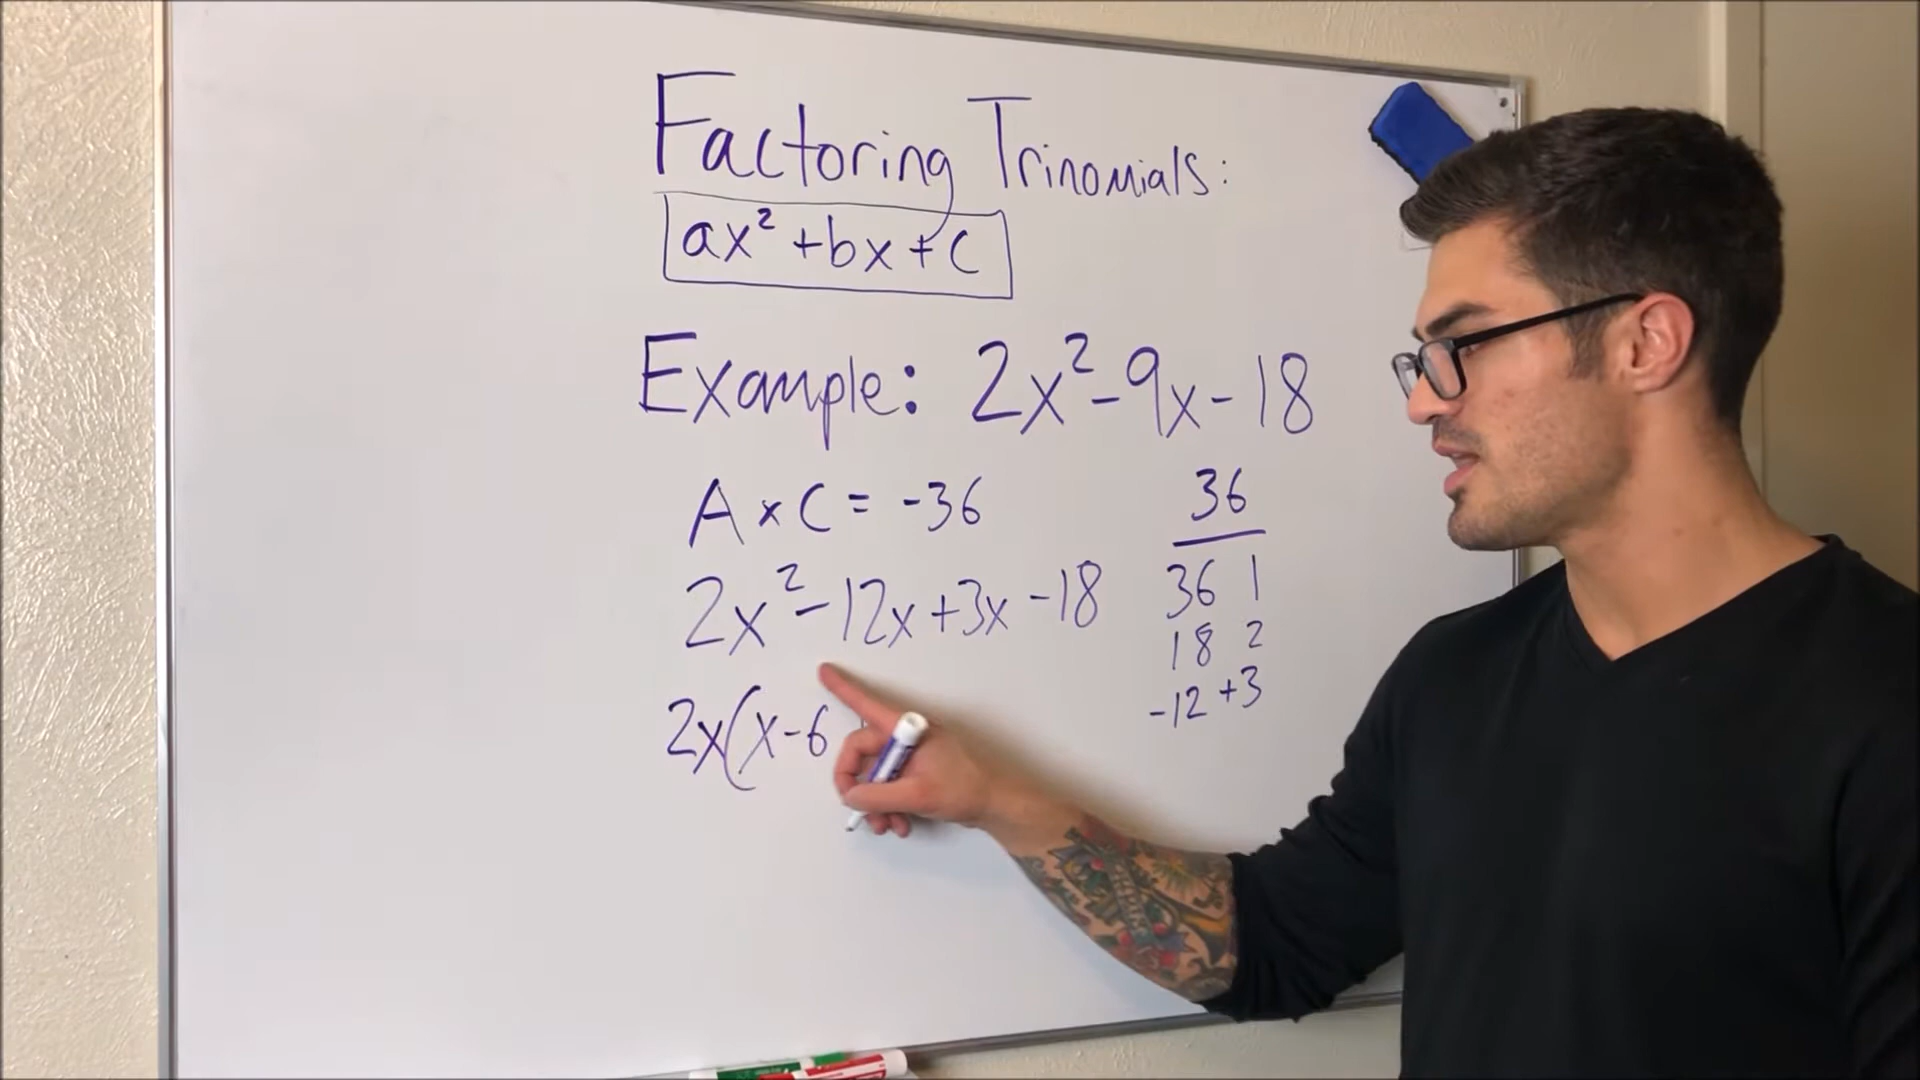 Factoring Trinomials:
ax² + bx + c
Example: 2x² - 9x - 18
A x C = -36
2x² - 12x + 3x - 18
2x(x - 6
36
36 1
18 2
-12 +3